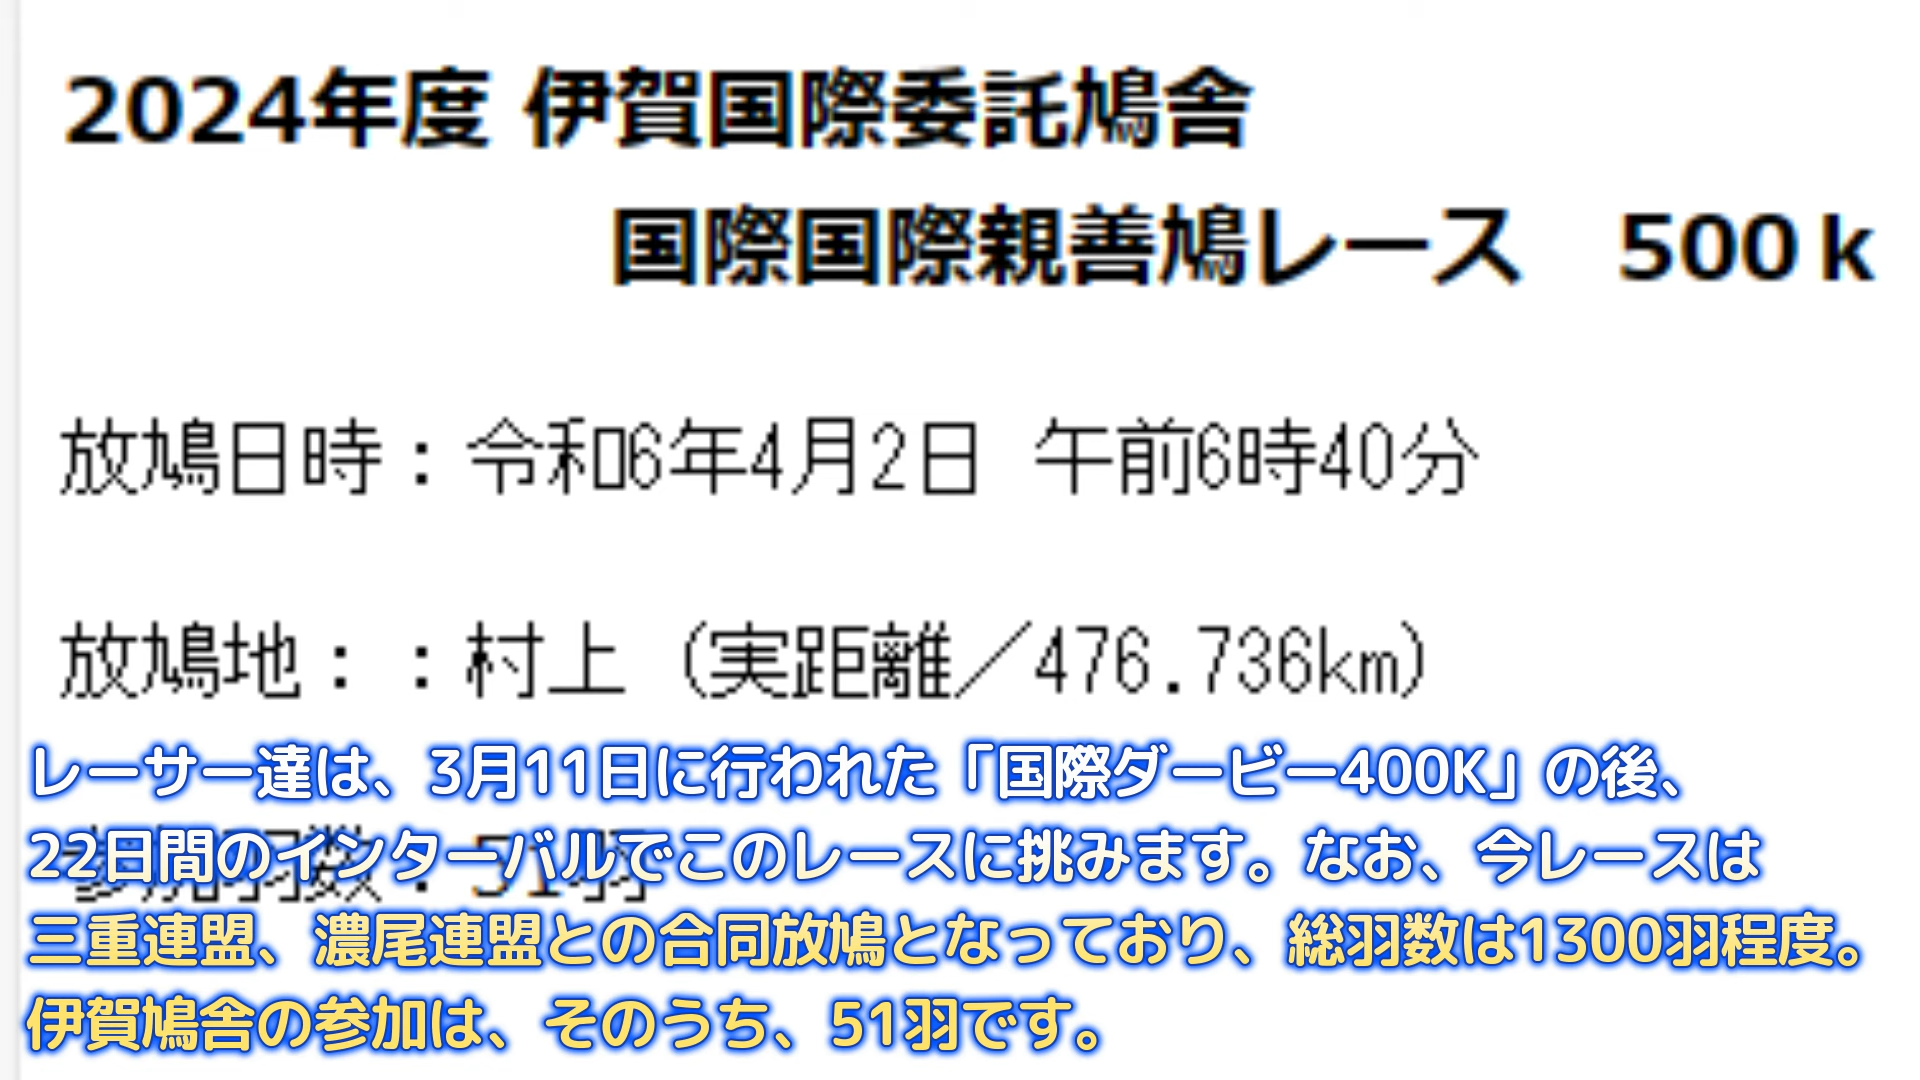 2024年度 伊賀国際委託鳩舎
国際国際親善鳩レース　500ｋ
放鳩日時：令和6年4月2日 午前6時40分
放鳩地：：村上（実距離／476.736km）
レーサー達は、3月11日に行われた「国際ダービー400K」の後、
22日間のインターバルでこのレースに挑みます。なお、今レースは
三重連盟、濃尾連盟との合同放鳩となっており、総羽数は1300羽程度。
伊賀鳩舎の参加は、そのうち、51羽です。